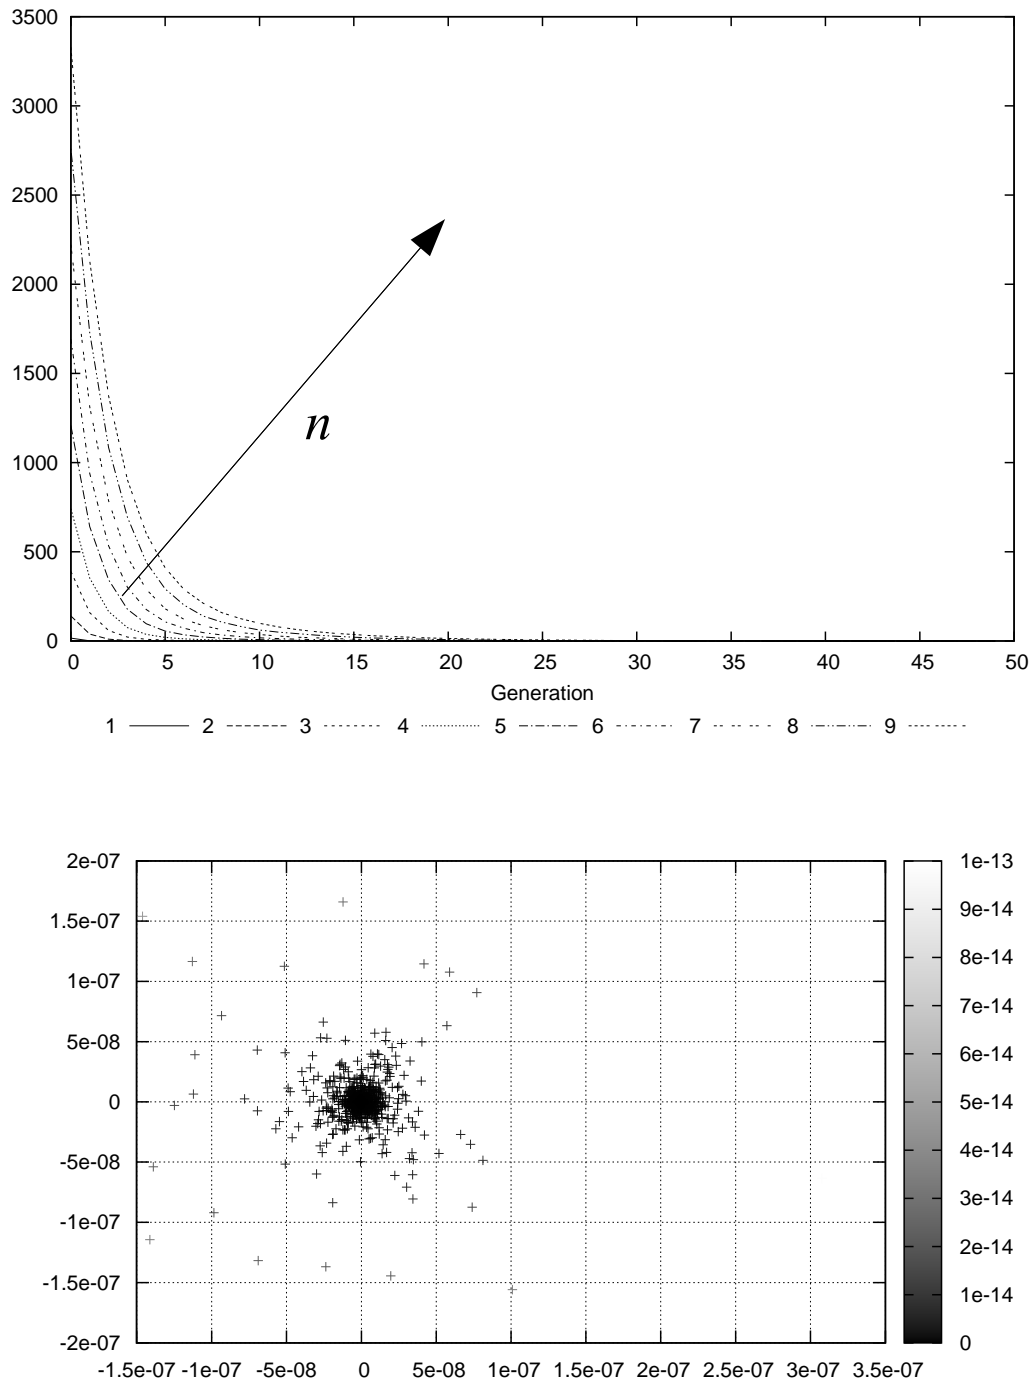 3500
3000
2500
2000
1500
1000
500
0
n
0 5 10 15 20 25 30 35 40 45 50
Generation
1 2 3 4 5 6 7 8 9
2e-07
1.5e-07
1e-07
5e-08
0
-5e-08
-1e-07
-1.5e-07
-2e-07
-1.5e-07 -1e-07 -5e-08 0 5e-08 1e-07 1.5e-07 2e-07 2.5e-07 3e-07 3.5e-07
1e-13
9e-14
8e-14
7e-14
6e-14
5e-14
4e-14
3e-14
2e-14
1e-14
0